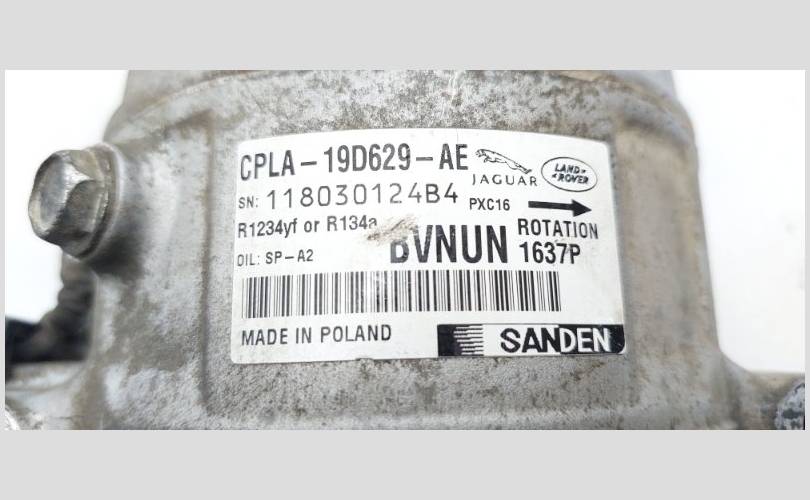 CPLA-19D629-AE
JAGUAR
LAND-
ROVER
SN: 118030124B4
PXC16
R1234yf or R134a
ROTATION
OIL: SP-A2
BVNUN
1637P
MADE IN POLAND
SANDEN